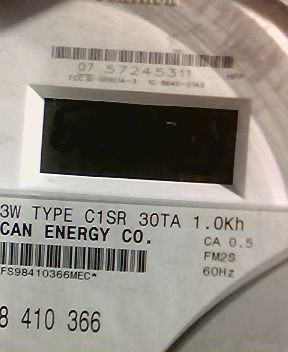 07 57245311
3W TYPE C1SR 30TA 1.0Kh
CAN ENERGY CO.
CA 0.5
FM2S
60Hz
FS98410366MEC*
8 410 366